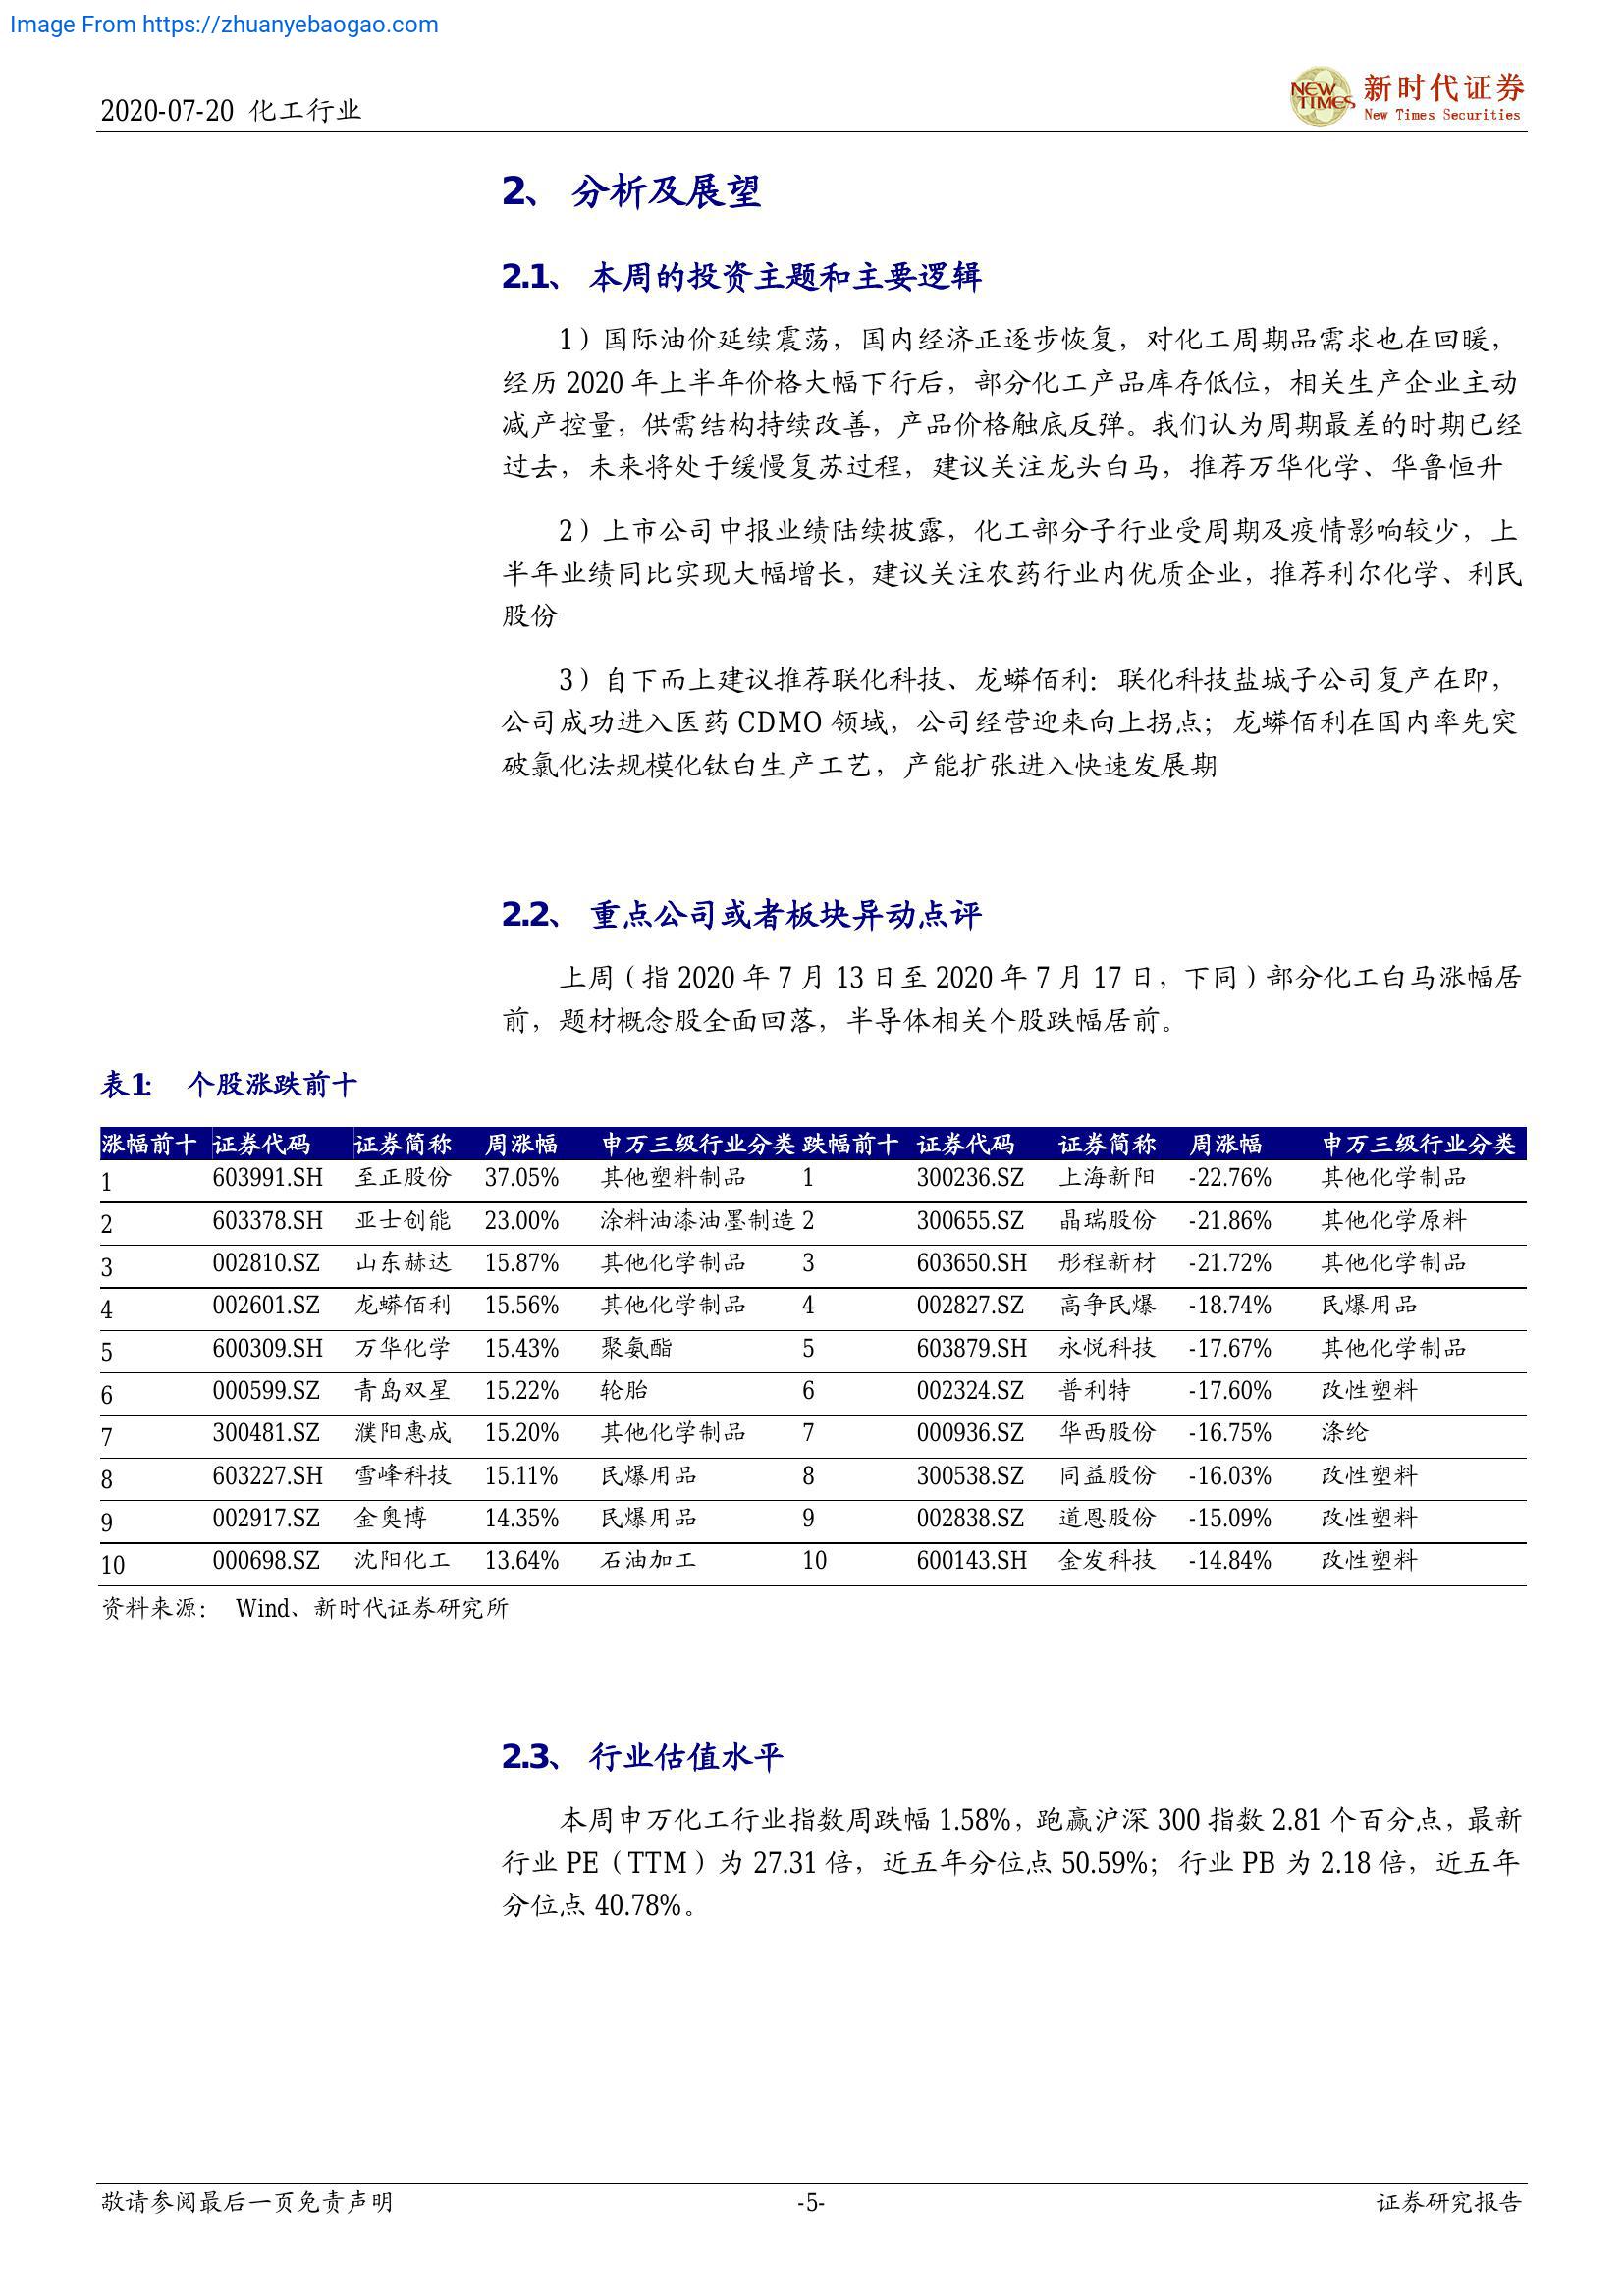 Image From https://zhuanyebaogao.com
2020-07-20 化工行业
NEW TIMES
新时代证券
New Times Securities
2、 分析及展望
2.1、 本周的投资主题和主要逻辑
1）国际油价延续震荡，国内经济正逐步恢复，对化工周期品需求也在回暖，
经历 2020 年上半年价格大幅下行后，部分化工产品库存低位，相关生产企业主动
减产控量，供需结构持续改善，产品价格触底反弹。我们认为周期最差的时期已经
过去，未来将处于缓慢复苏过程，建议关注龙头白马，推荐万华化学、华鲁恒升
2）上市公司中报业绩陆续披露，化工部分子行业受周期及疫情影响较少，上
半年业绩同比实现大幅增长，建议关注农药行业内优质企业，推荐利尔化学、利民
股份
3）自下而上建议推荐联化科技、龙蟒佰利：联化科技盐城子公司复产在即，
公司成功进入医药 CDMO 领域，公司经营迎来向上拐点；龙蟒佰利在国内率先突
破氯化法规模化钛白生产工艺，产能扩张进入快速发展期
2.2、 重点公司或者板块异动点评
上周（指 2020 年 7 月 13 日至 2020 年 7 月 17 日，下同）部分化工白马涨幅居
前，题材概念股全面回落，半导体相关个股跌幅居前。
表1: 个股涨跌前十
涨幅前十 证券代码 证券简称 周涨幅 申万三级行业分类 跌幅前十 证券代码 证券简称 周涨幅 申万三级行业分类
1 603991.SH 至正股份 37.05% 其他塑料制品 1 300236.SZ 上海新阳 -22.76% 其他化学制品
2 603378.SH 亚士创能 23.00% 涂料油漆油墨制造 2 300655.SZ 晶瑞股份 -21.86% 其他化学原料
3 002810.SZ 山东赫达 15.87% 其他化学制品 3 603650.SH 彤程新材 -21.72% 其他化学制品
4 002601.SZ 龙蟒佰利 15.56% 其他化学制品 4 002827.SZ 高争民爆 -18.74% 民爆用品
5 600309.SH 万华化学 15.43% 聚氨酯 5 603879.SH 永悦科技 -17.67% 其他化学制品
6 000599.SZ 青岛双星 15.22% 轮胎 6 002324.SZ 普利特 -17.60% 改性塑料
7 300481.SZ 濮阳惠成 15.20% 其他化学制品 7 000936.SZ 华西股份 -16.75% 涤纶
8 603227.SH 雪峰科技 15.11% 民爆用品 8 300538.SZ 同益股份 -16.03% 改性塑料
9 002917.SZ 金奥博 14.35% 民爆用品 9 002838.SZ 道恩股份 -15.09% 改性塑料
10 000698.SZ 沈阳化工 13.64% 石油加工 10 600143.SH 金发科技 -14.84% 改性塑料
资料来源： Wind、新时代证券研究所
2.3、 行业估值水平
本周申万化工行业指数周跌幅 1.58%，跑赢沪深 300 指数 2.81 个百分点，最新
行业 PE（TTM）为 27.31 倍，近五年分位点 50.59%；行业 PB 为 2.18 倍，近五年
分位点 40.78%。
敬请参阅最后一页免责声明 -5- 证券研究报告